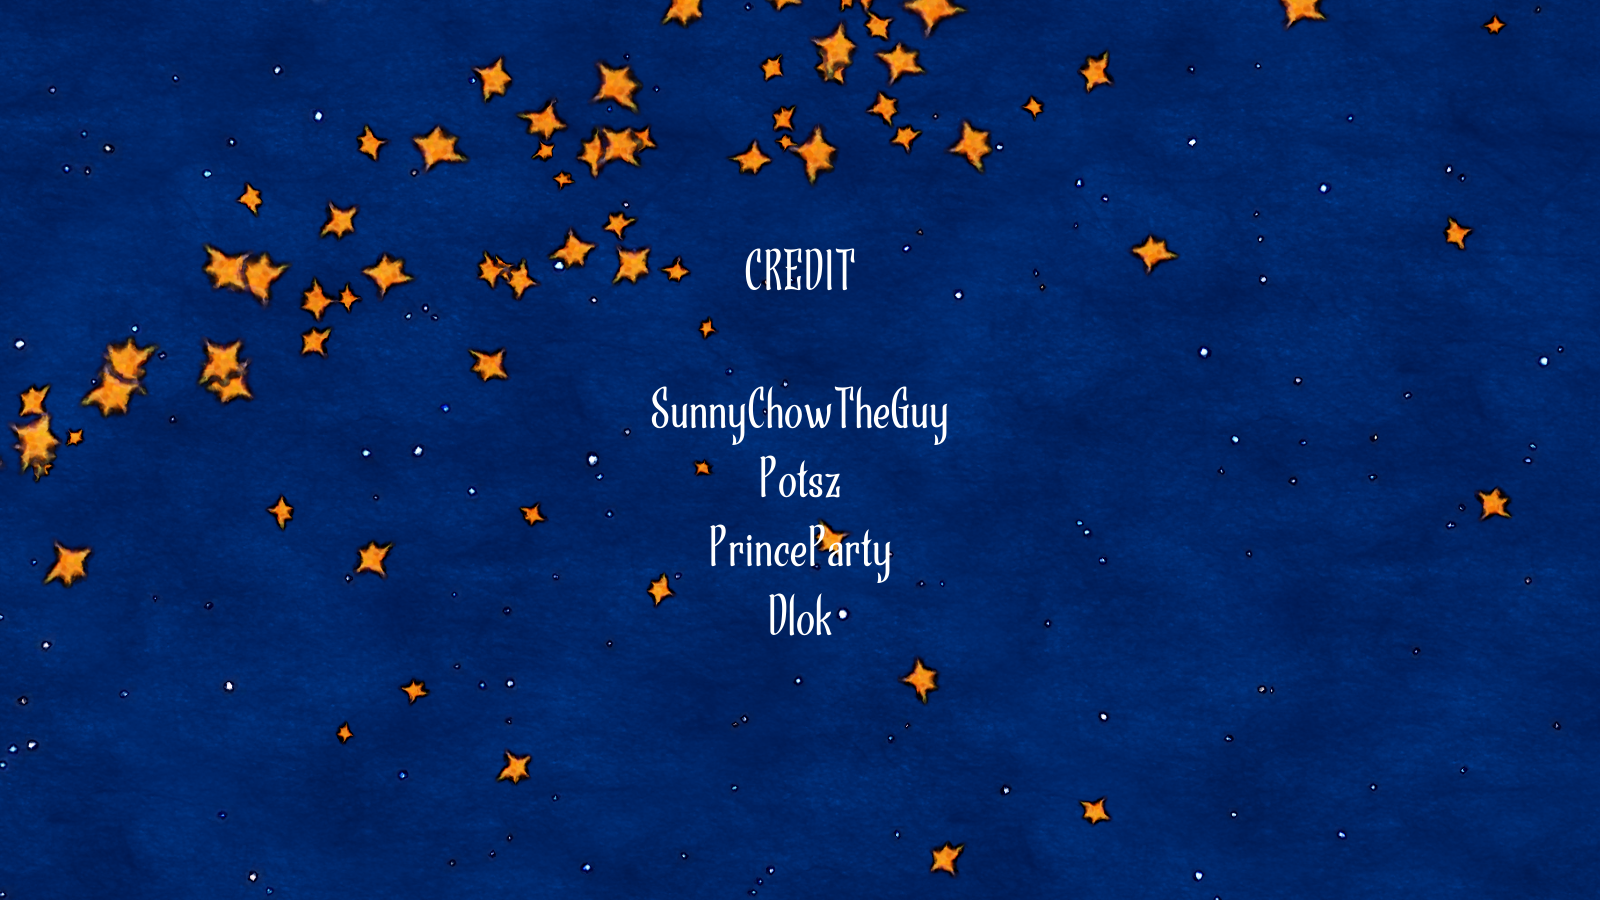 CREDIT
SunnyChowTheGuy
Potsz
PrinceParty
Dlok